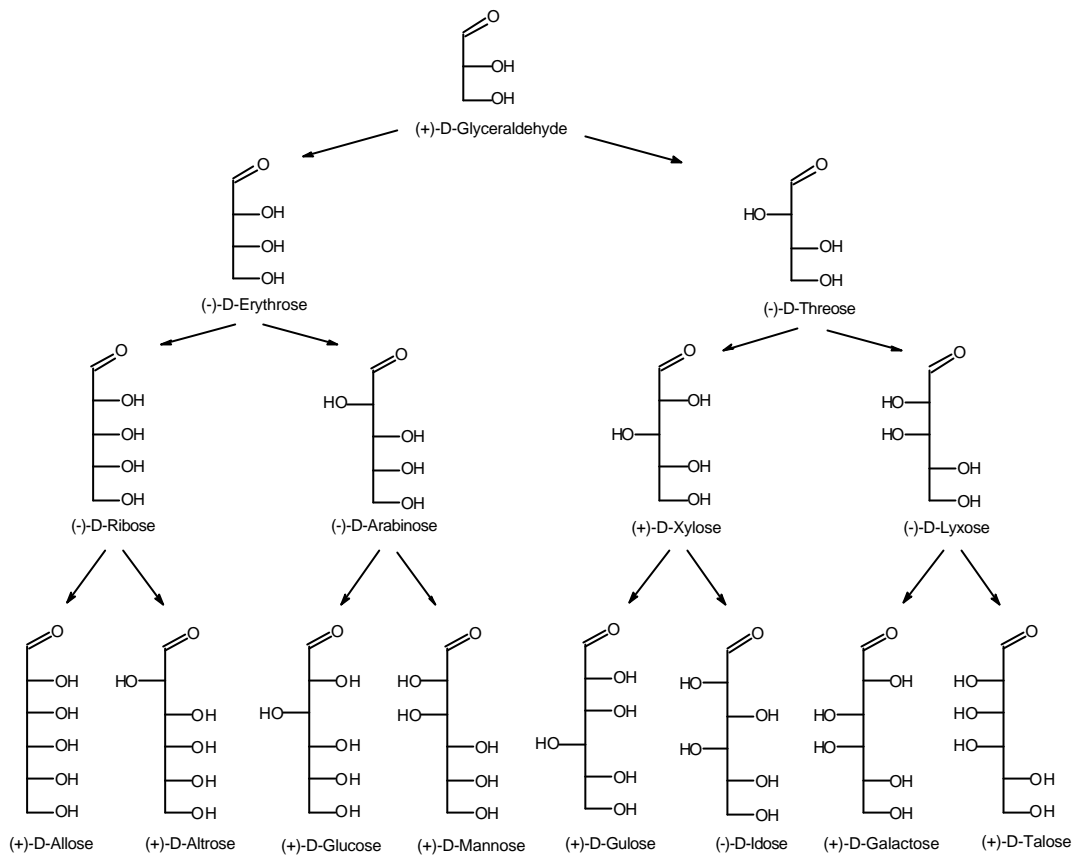 O
OH
OH
(+)-D-Glyceraldehyde
O O
OH HO
OH OH
OH OH
(-)-D-Erythrose (-)-D-Threose
O O O O
OH HO OH HO
OH OH HO HO
OH OH OH OH
OH OH OH OH
(-)-D-Ribose (-)-D-Arabinose (+)-D-Xylose (-)-D-Lyxose
O O O O O O O O
OH HO OH HO OH HO OH HO
OH OH HO HO OH OH HO HO
OH OH OH OH HO HO HO HO
OH OH OH OH OH OH OH OH
OH OH OH OH OH OH OH OH
(+)-D-Allose (+)-D-Altrose (+)-D-Glucose (+)-D-Mannose (+)-D-Gulose (-)-D-Idose (+)-D-Galactose (+)-D-Talose